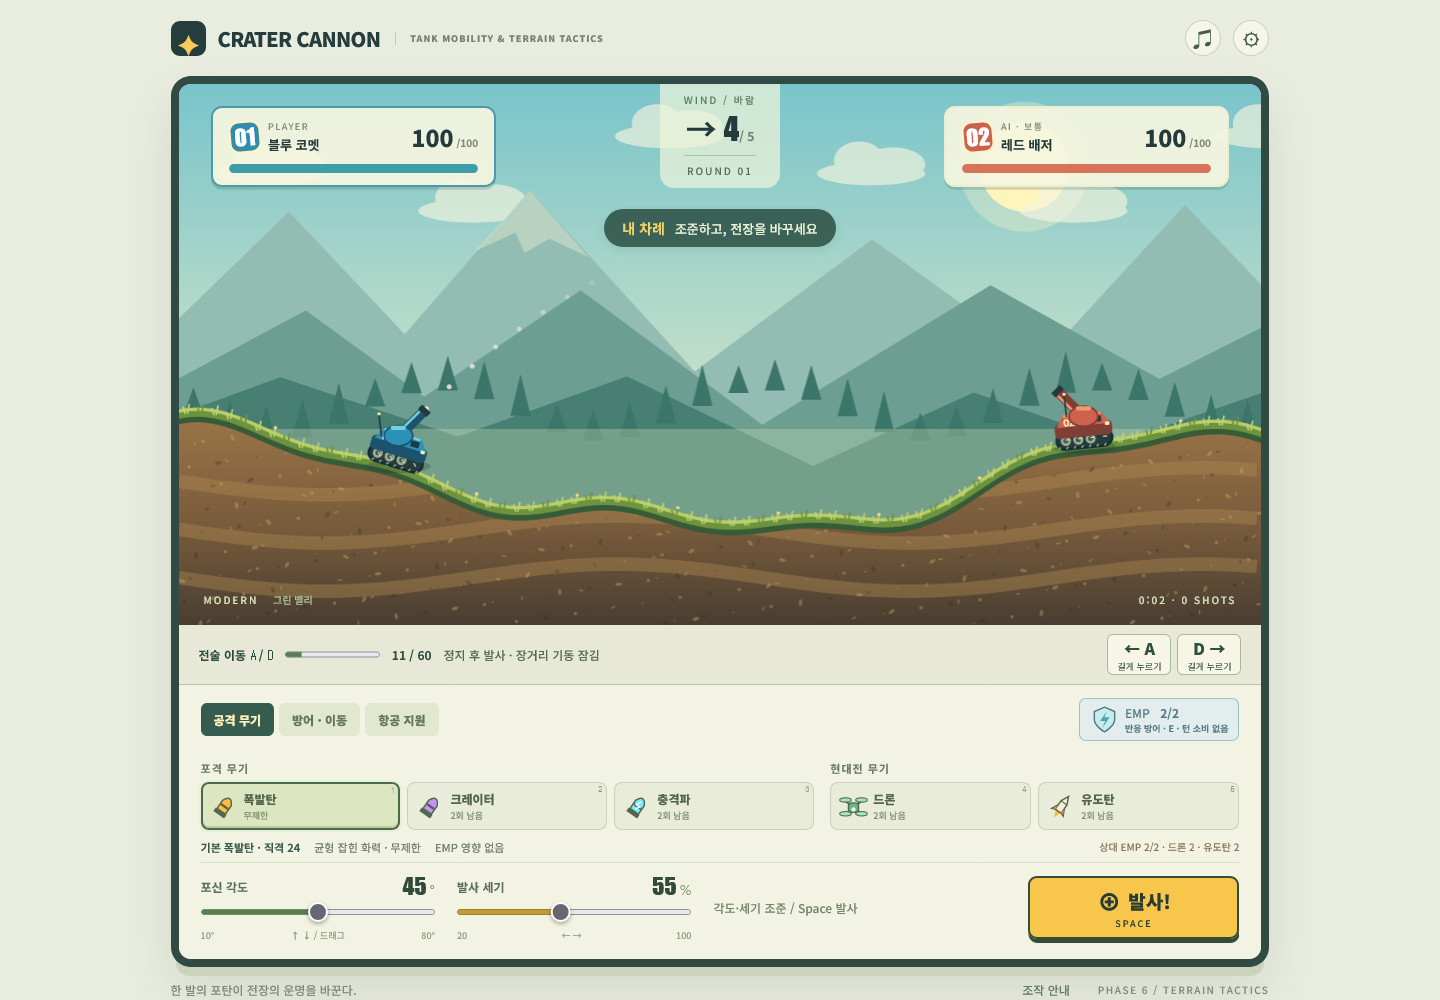 CRATER CANNON
TANK MOBILITY & TERRAIN TACTICS
01
PLAYER
블루 코멧
100 /100
WIND / 바람
→ 4 / 5
ROUND 01
02
AI · 보통
레드 배저
100 /100
내 차례 조준하고, 전장을 바꾸세요
MODERN 그린 밸리
0:02 · 0 SHOTS
전술 이동 A/D 11 / 60 정지 후 발사 · 장거리 기동 잠김
← A
길게 누르기
D →
길게 누르기
공격 무기
방어 · 이동
항공 지원
EMP 2/2
반응 방어 · E · 턴 소비 없음
포격 무기
현대전 무기
폭발탄
무제한
1
크레이터
2회 남음
2
충격파
2회 남음
3
드론
2회 남음
4
유도탄
2회 남음
5
기본 폭발탄 · 직격 24 균형 잡힌 화력 · 무제한 EMP 영향 없음
상대 EMP 2/2 · 드론 2 · 유도탄 2
포신 각도 45°
10° ↑ ↓ / 드래그 80°
발사 세기 55 %
20 ←→ 100
각도·세기 조준 / Space 발사
발사!
SPACE
한 발의 포탄이 전장의 운명을 바꾼다.
조작 안내
PHASE 6 / TERRAIN TACTICS